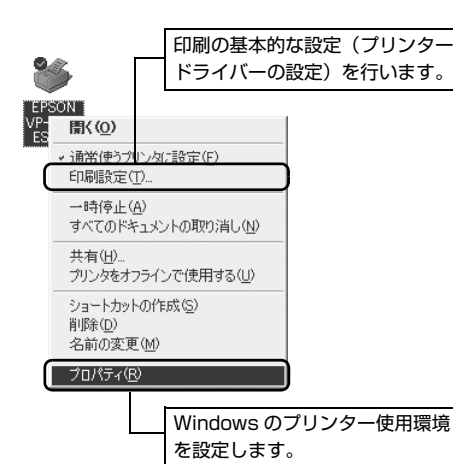 印刷の基本的な設定（プリンター
ドライバーの設定）を行います。
EPSON
VP-
ES
開く(O)
通常使うプリンタに設定(F)
印刷設定(T)...
一時停止(A)
すべてのドキュメントの取り消し(N)
共有(H)...
プリンタをオフラインで使用する(U)
ショートカットの作成(S)
削除(D)
名前の変更(M)
プロパティ(R)
Windows のプリンター使用環境
を設定します。